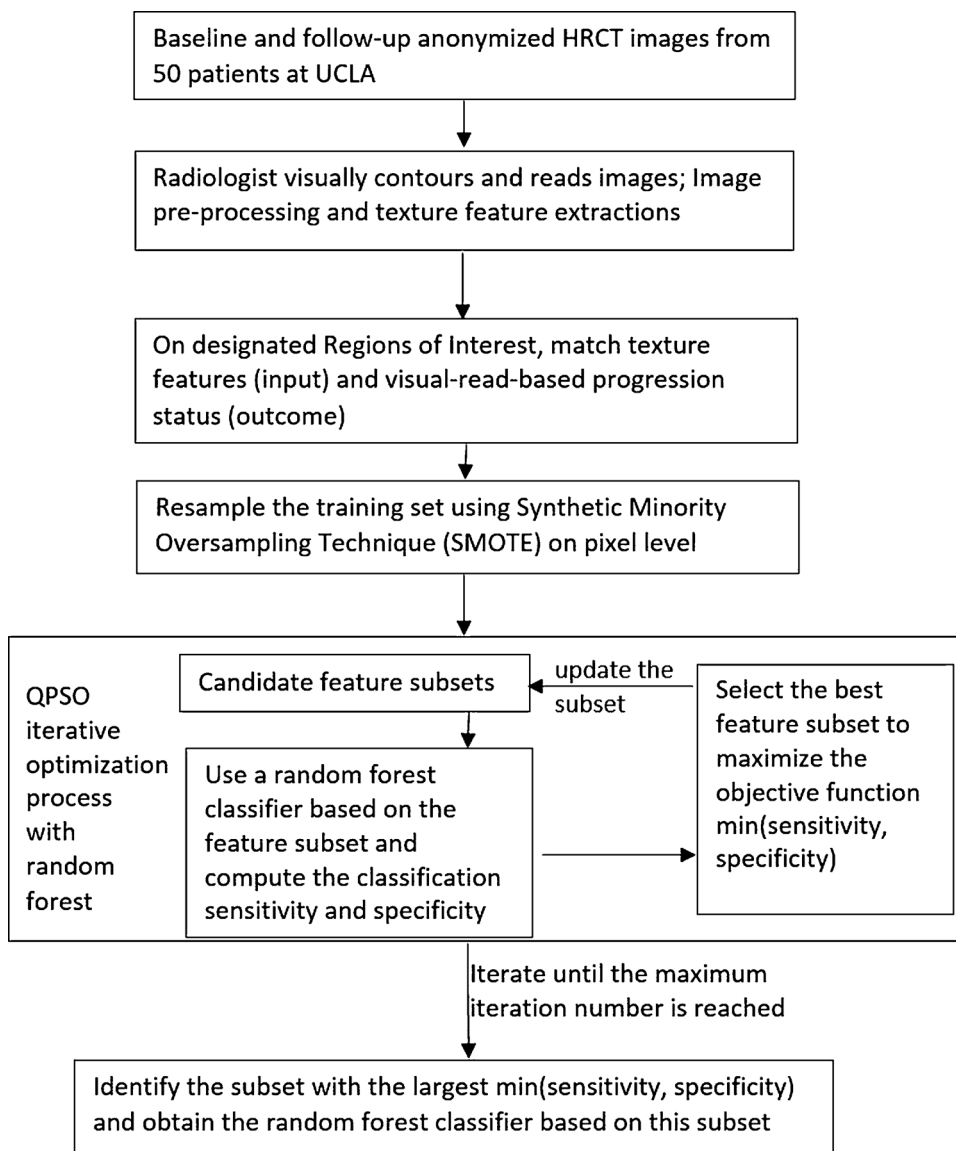 Baseline and follow-up anonymized HRCT images from
50 patients at UCLA
Radiologist visually contours and reads images; Image
pre-processing and texture feature extractions
On designated Regions of Interest, match texture
features (input) and visual-read-based progression
status (outcome)
Resample the training set using Synthetic Minority
Oversampling Technique (SMOTE) on pixel level
QPSO
iterative
optimization
process
with
random
forest
Candidate feature subsets
update the
subset
Use a random forest
classifier based on the
feature subset and
compute the classification
sensitivity and specificity
Select the best
feature subset to
maximize the
objective function
min(sensitivity,
specificity)
Iterate until the maximum
iteration number is reached
Identify the subset with the largest min(sensitivity, specificity)
and obtain the random forest classifier based on this subset